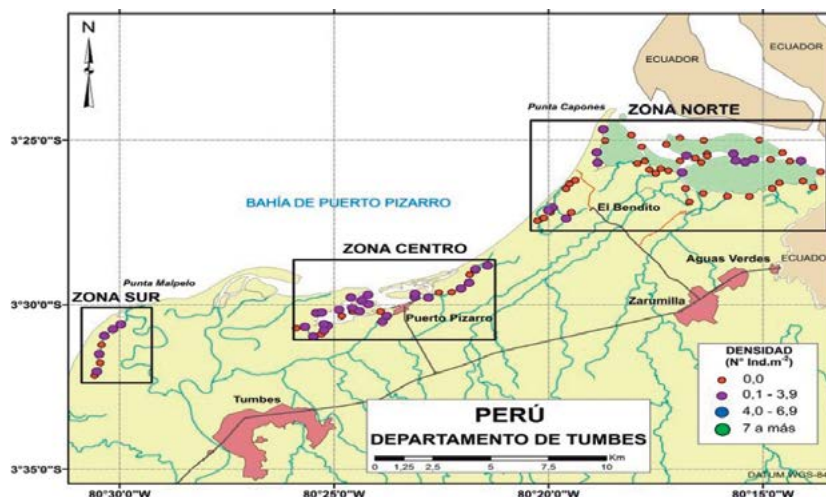 ECUADOR
ECUADOR
Punta Capones
ZONA NORTE
3°25'0"S
BAHÍA DE PUERTO PIZARRO
El Bendito
ZONA CENTRO
Aguas Verdes
ECUADOR
Punta Malpelo
ZONA SUR
3°30'0"S
Puerto Pizarro
Zarumilla
DENSIDAD
(N° Ind.m-²)
0,0
0,1 - 3,9
4,0 - 6,9
7 a más
Tumbes
PERÚ
DEPARTAMENTO DE TUMBES
Km
0 1,25 2,5 5 7,5 10
3°35'0"S
DATUM WGS-84
80°30'0"W 80°25'0"W 80°20'0"W 80°15'0"W